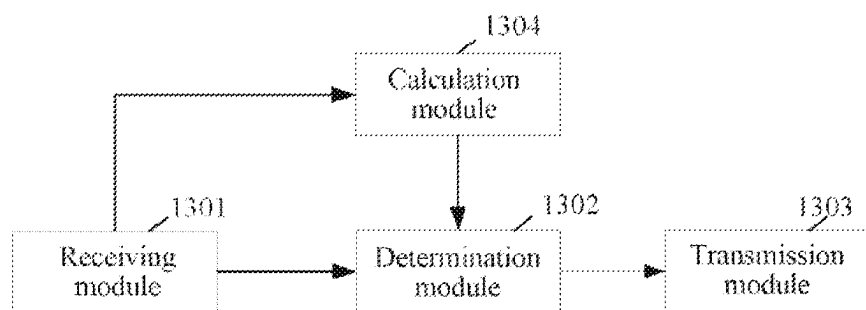 1304
Calculation
module
1301
Receiving
module
1302
Determination
module
1303
Transmission
module